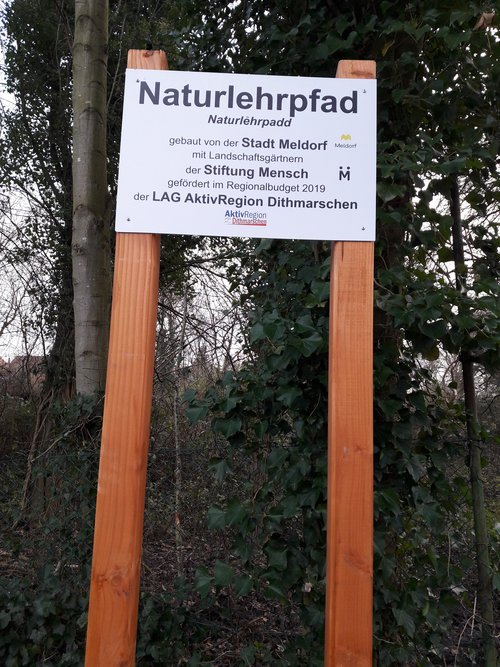 Naturlehrpfad
Naturlehrpadd
gebaut von der Stadt Meldorf
Meldorf
mit Landschaftsgärtnern
der Stiftung Mensch
M
gefördert im Regionalbudget 2019
der LAG AktivRegion Dithmarschen
AktivRegion
Dithmarschen